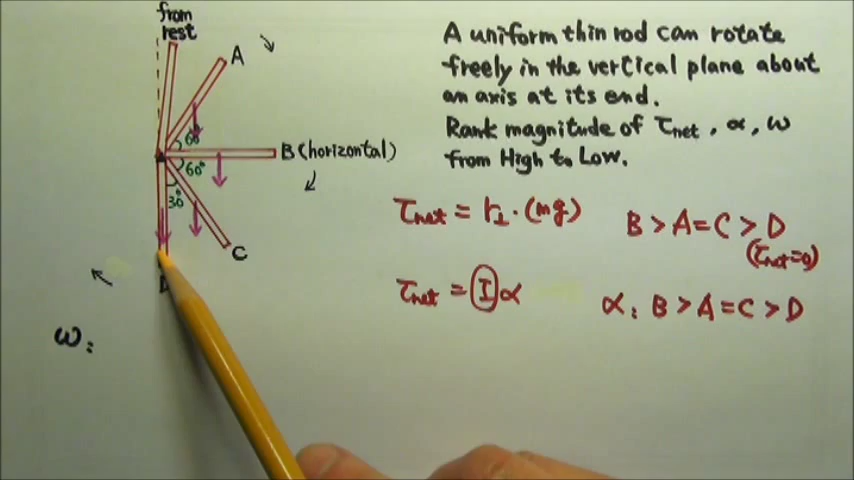 from
rest
A
60°
B (horizontal)
60°
30°
C
D
ω:
A uniform thin rod can rotate
freely in the vertical plane about
an axis at its end.
Rank magnitude of τnet, α, ω
from High to Low.
τnet = r⊥·(mg)
B > A = C > D
(τnet=0)
τnet = I α
α: B > A = C > D